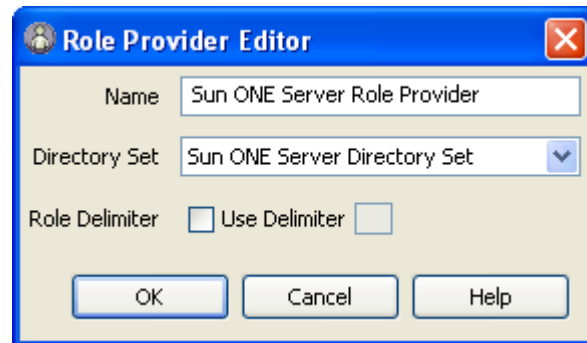 Role Provider Editor
Name Sun ONE Server Role Provider
Directory Set Sun ONE Server Directory Set
Role Delimiter Use Delimiter
OK Cancel Help